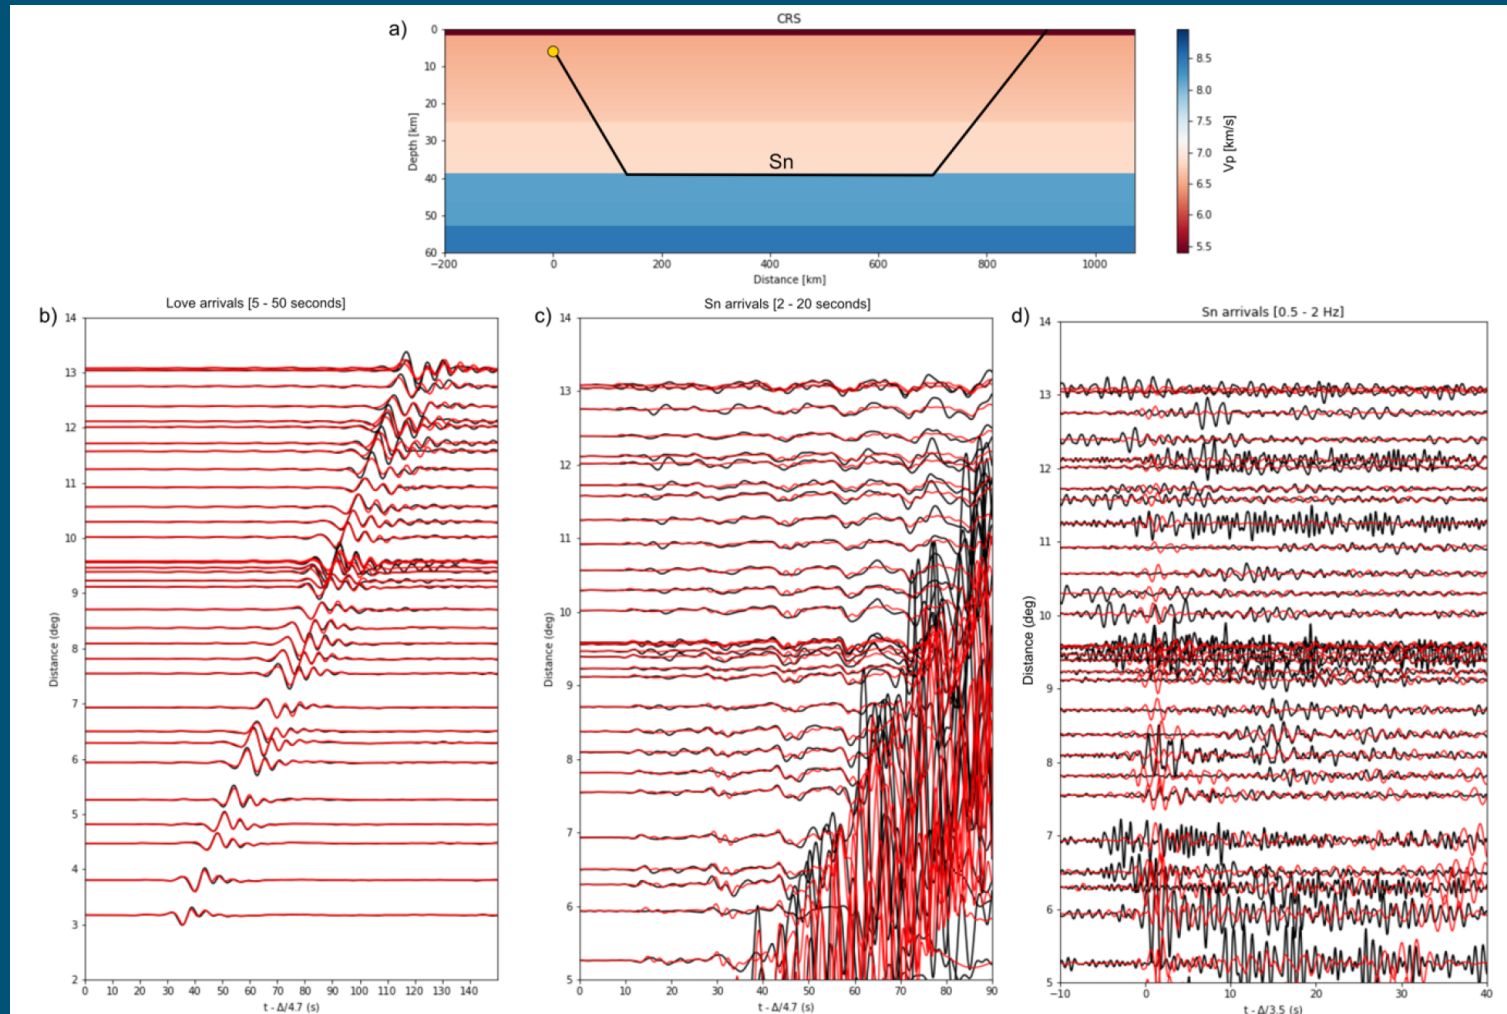 CRS
a)
0
10
20
30
40
50
60
Depth [km]
Sn
−200
0
200
400
600
800
1000
Distance [km]
8.5
8.0
7.5
7.0
6.5
6.0
5.5
Vp [km/s]
b)
Love arrivals [5 - 50 seconds]
14
13
12
11
10
9
8
7
6
5
4
3
2
Distance (deg)
0 10 20 30 40 50 60 70 80 90 100 110 120 130 140
t - Δ/4.7 (s)
c)
Sn arrivals [2 - 20 seconds]
14
13
12
11
10
9
8
7
6
5
Distance (deg)
0 10 20 30 40 50 60 70 80 90
t - Δ/4.7 (s)
d)
Sn arrivals [0.5 - 2 Hz]
14
13
12
11
10
9
8
7
6
5
Distance (deg)
−10 0 10 20 30 40
t - Δ/3.5 (s)